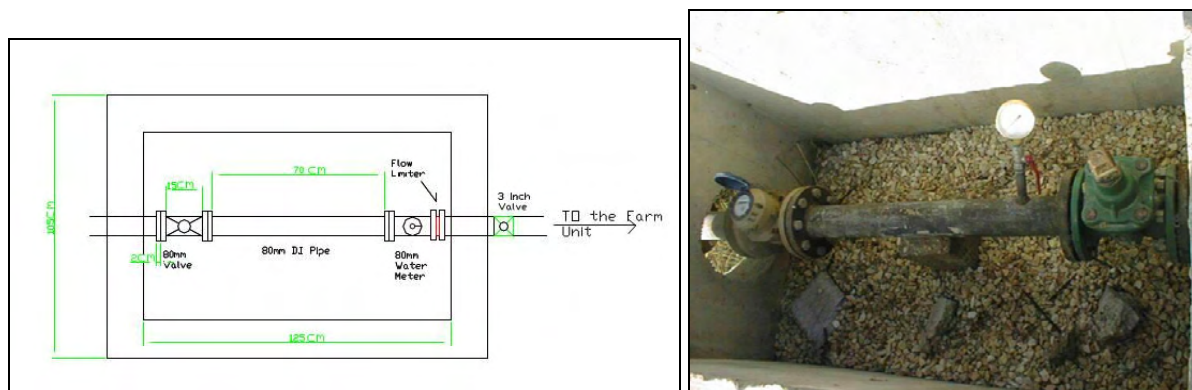 Flow
Limiter
70 CM
15CM
3 Inch
Valve
TO the Farm
Unit
105CM
2CM
80mm
Valve
80mm DI Pipe
80mm
Water
Meter
125CM